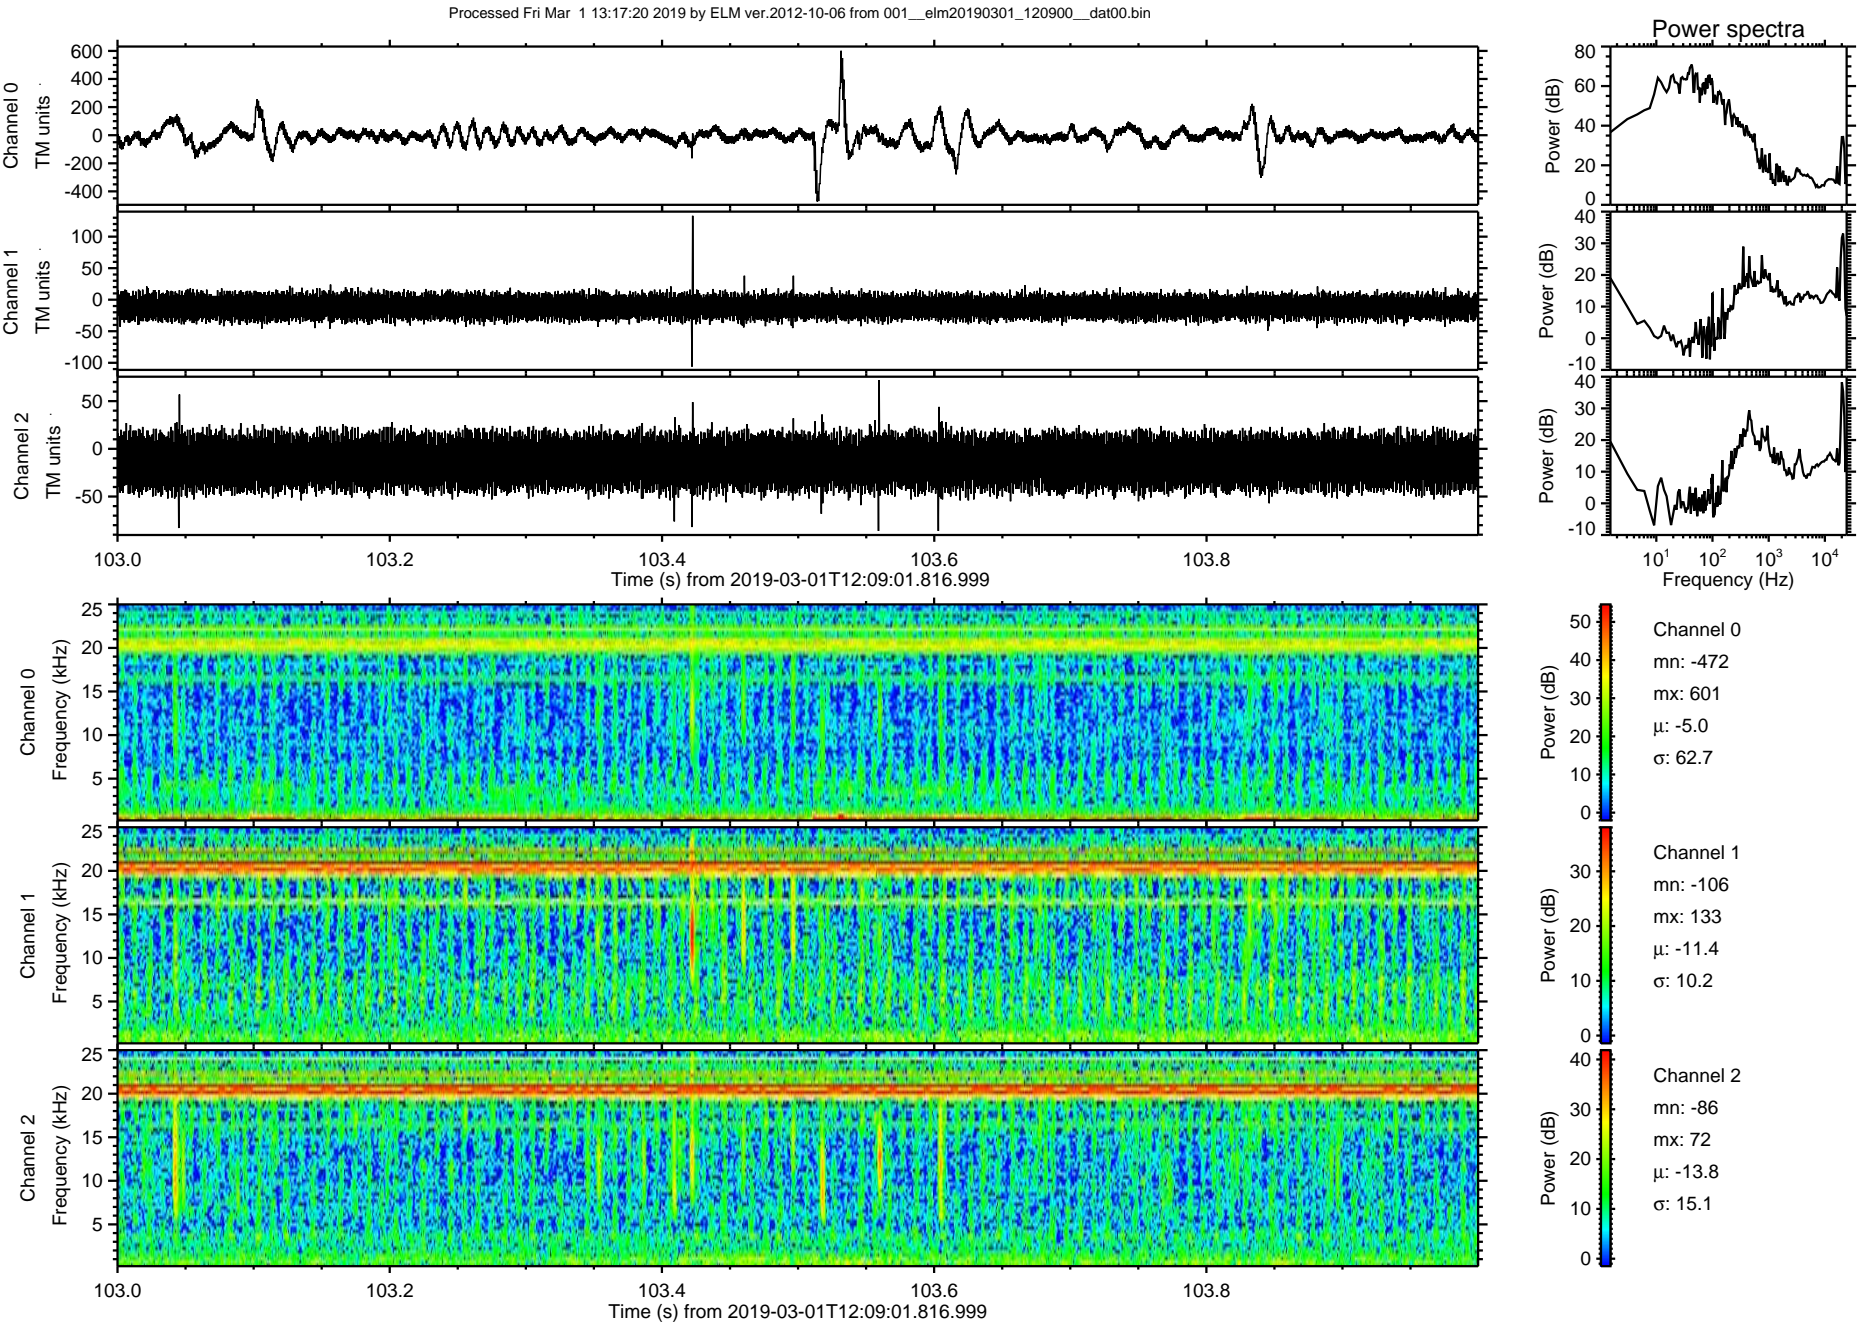 Processed Fri Mar  1 13:17:20 2019 by ELM ver.2012-10-06 from 001__elm20190301_120900__dat00.bin
Power spectra
Channel 0
TM units
600
400
200
0
-200
-400
Power (dB)
80
60
40
20
0
Channel 1
TM units
100
50
0
-50
-100
Power (dB)
40
30
20
10
0
-10
Channel 2
TM units
50
0
-50
Power (dB)
40
30
20
10
0
-10
103.0 103.2 103.4 103.6 103.8
Time (s) from 2019-03-01T12:09:01.816.999
10¹ 10² 10³ 10⁴
Frequency (Hz)
Channel 0
Frequency (kHz)
25
20
15
10
5
Power (dB)
50
40
30
20
10
0
Channel 0
mn: -472
mx: 601
μ: -5.0
σ: 62.7
Channel 1
Frequency (kHz)
25
20
15
10
5
Power (dB)
30
20
10
0
Channel 1
mn: -106
mx: 133
μ: -11.4
σ: 10.2
Channel 2
Frequency (kHz)
25
20
15
10
5
Power (dB)
40
30
20
10
0
Channel 2
mn: -86
mx: 72
μ: -13.8
σ: 15.1
103.0 103.2 103.4 103.6 103.8
Time (s) from 2019-03-01T12:09:01.816.999